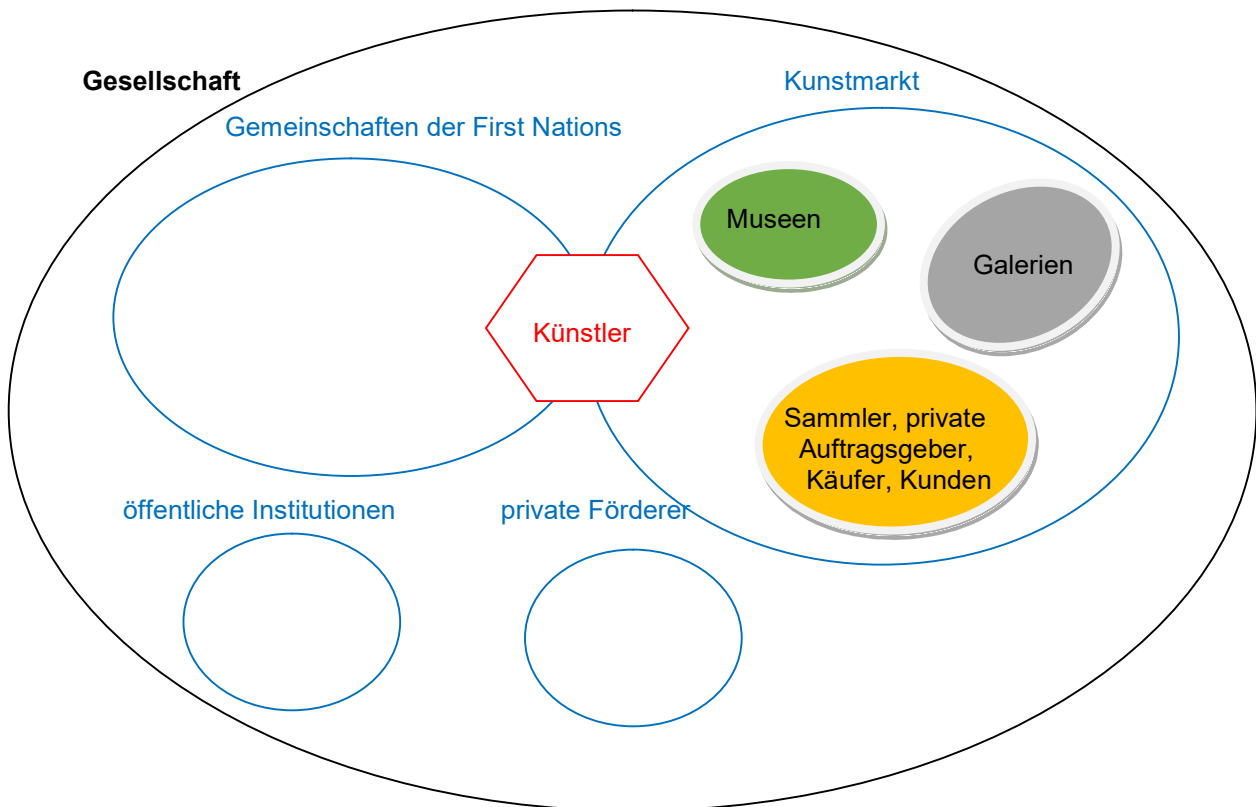 Gesellschaft
Kunstmarkt
Gemeinschaften der First Nations
Museen
Galerien
Künstler
Sammler, private
Auftragsgeber,
Käufer, Kunden
öffentliche Institutionen
private Förderer